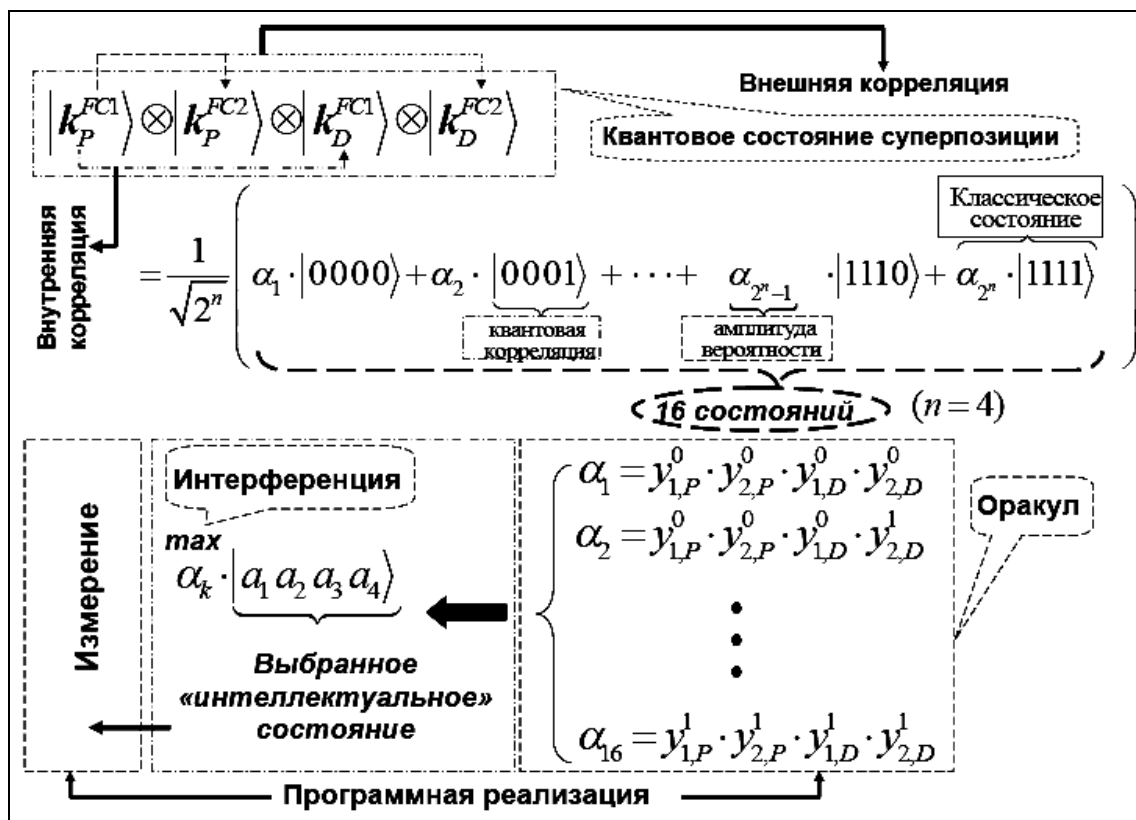 Внешняя корреляция
|k_P^{FC1}⟩ ⊗ |k_P^{FC2}⟩ ⊗ |k_D^{FC1}⟩ ⊗ |k_D^{FC2}⟩
Квантовое состояние суперпозиции
Внутренняя
корреляция
Классическое
состояние
= 1/√2^n ( α_1 · |0000⟩ + α_2 · |0001⟩ + ⋯ + α_{2^n−1} · |1110⟩ + α_{2^n} · |1111⟩ )
квантовая
корреляция
амплитуда
вероятности
16 состояний (n = 4)
Измерение
Интерференция
max
α_k · |a_1 a_2 a_3 a_4⟩
Выбранное
«интеллектуальное»
состояние
α_1 = y_{1,P}^0 · y_{2,P}^0 · y_{1,D}^0 · y_{2,D}^0
α_2 = y_{1,P}^0 · y_{2,P}^0 · y_{1,D}^0 · y_{2,D}^1
α_16 = y_{1,P}^1 · y_{2,P}^1 · y_{1,D}^1 · y_{2,D}^1
Оракул
Программная реализация